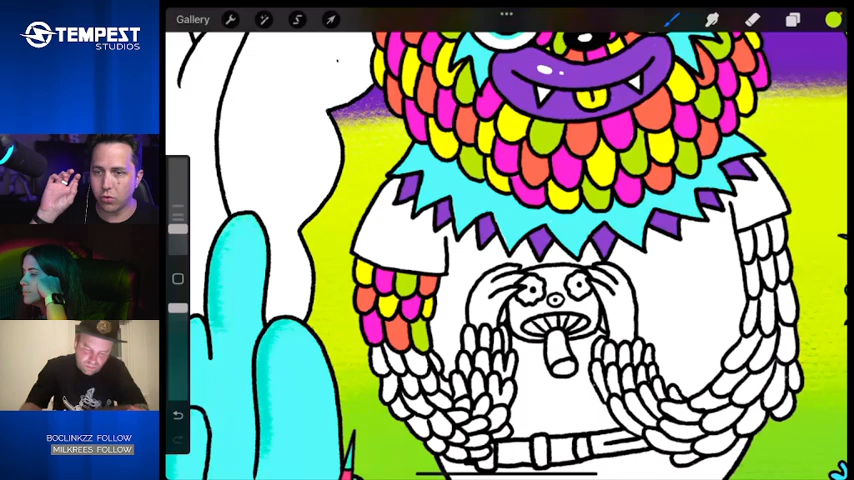 TEMPEST
STUDIOS
Gallery
BOCLINKZZ FOLLOW
MILKREES FOLLOW